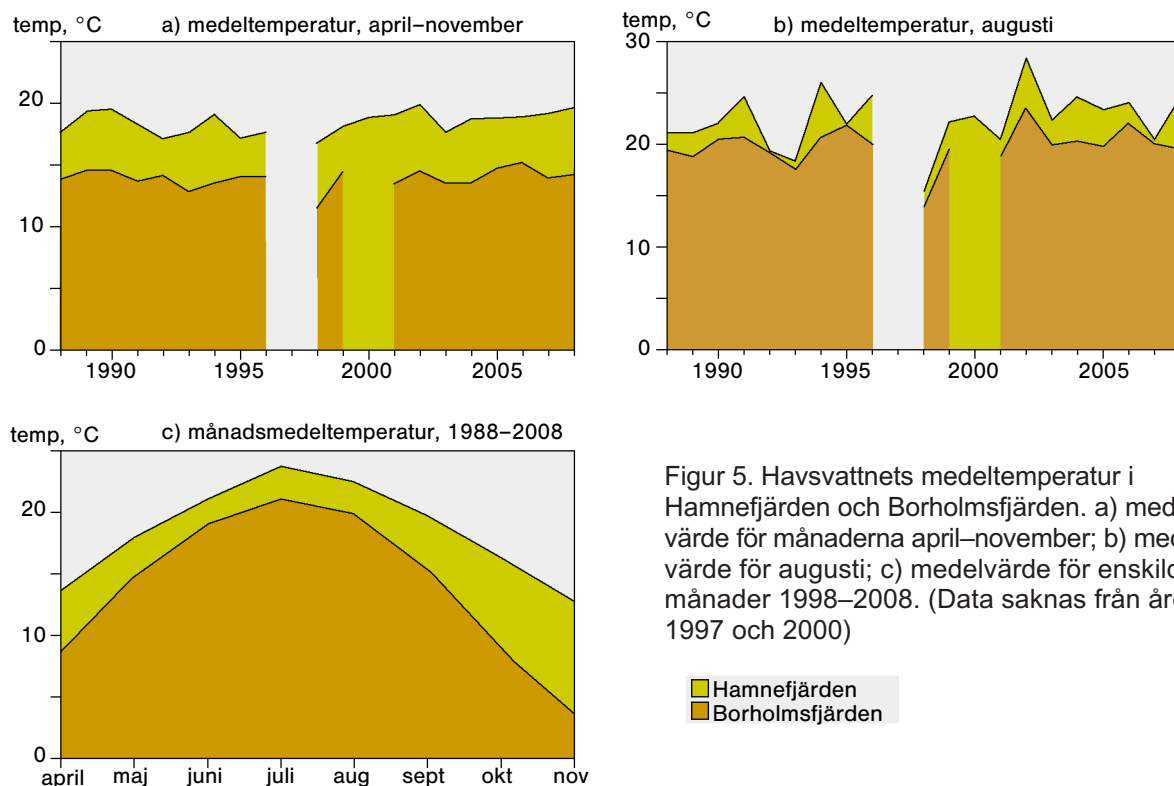 temp, °C
a) medeltemperatur, april–november
20
10
0
1990 1995 2000 2005
temp, °C
b) medeltemperatur, augusti
30
20
10
0
1990 1995 2000 2005
temp, °C
c) månadsmedeltemperatur, 1988–2008
20
10
0
april maj juni juli aug sept okt nov
Figur 5. Havsvattnets medeltemperatur i
Hamnefjärden och Borholmsfjärden. a) med
värde för månaderna april–november; b) me
värde för augusti; c) medelvärde för enskild
månader 1998–2008. (Data saknas från år
1997 och 2000)
Hamnefjärden
Borholmsfjärden